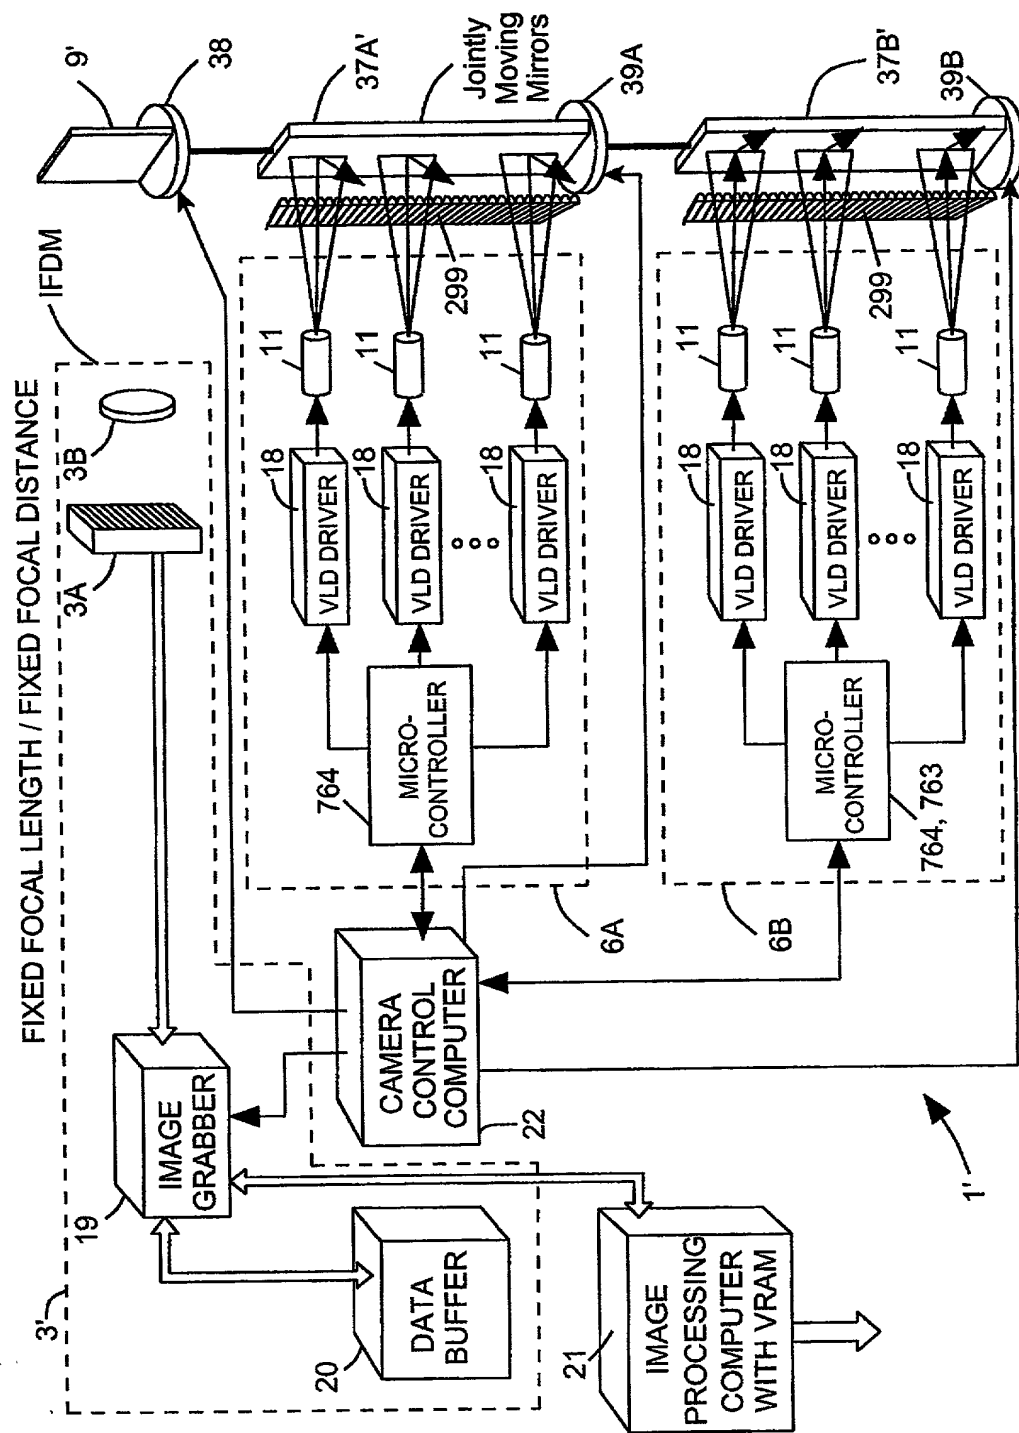 FIXED FOCAL LENGTH / FIXED FOCAL DISTANCE
3'
IFDM
9'
38
3A
3B
19
IMAGE
GRABBER
20
DATA
BUFFER
21
IMAGE
PROCESSING
COMPUTER
WITH VRAM
CAMERA
CONTROL
COMPUTER
22
764
MICRO-
CONTROLLER
18
VLD DRIVER
11
18
VLD DRIVER
11
18
VLD DRIVER
11
299
37A'
Jointly
Moving
Mirrors
39A
6A
764, 763
MICRO-
CONTROLLER
18
VLD DRIVER
11
18
VLD DRIVER
11
18
VLD DRIVER
11
299
37B'
39B
6B
1'